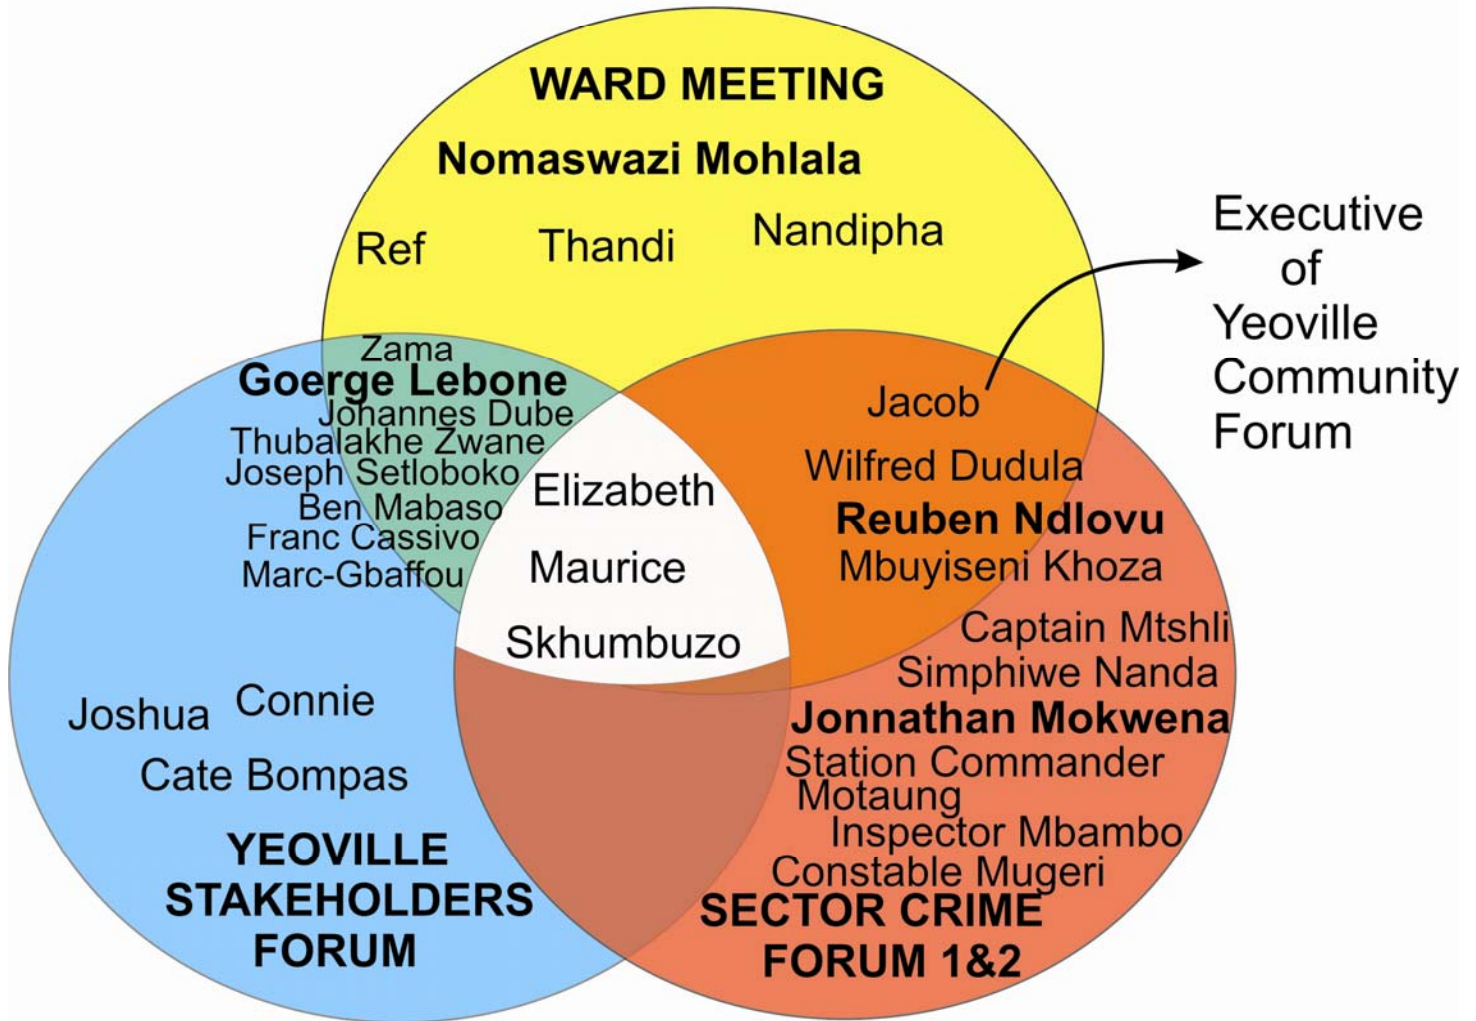 WARD MEETING
Nomaswazi Mohlala
Ref
Thandi
Nandipha
Executive
of
Yeoville
Community
Forum
Zama
Goerge Lebone
Johannes Dube
Thubalakhe Zwane
Joseph Setloboko
Ben Mabaso
Franc Cassivo
Marc-Gbaffou
Elizabeth
Maurice
Skhumbuzo
Jacob
Wilfred Dudula
Reuben Ndlovu
Mbuyiseni Khoza
Captain Mtshli
Simphiwe Nanda
Jonnathan Mokwena
Station Commander
Motaung
Inspector Mbambo
Constable Mugeri
SECTOR CRIME
FORUM 1&2
Joshua
Connie
Cate Bompas
YEOVILLE
STAKEHOLDERS
FORUM